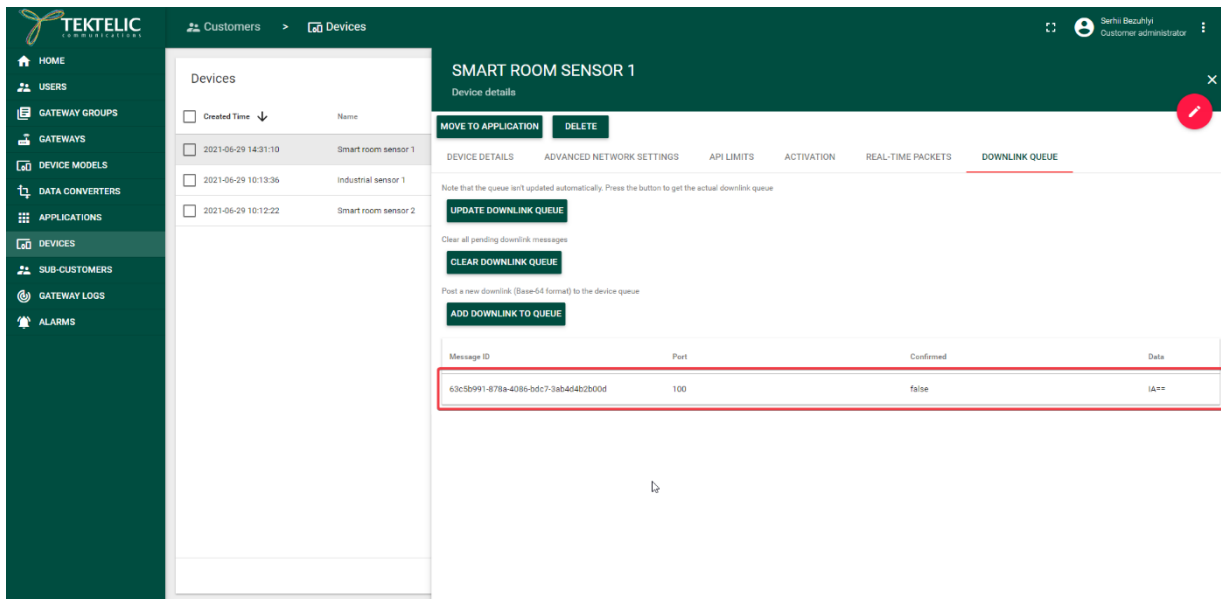 TEKTELIC
communications
Customers > Devices
Serhii Bezuhlyi
Customer administrator
HOME
USERS
GATEWAY GROUPS
GATEWAYS
DEVICE MODELS
DATA CONVERTERS
APPLICATIONS
DEVICES
SUB-CUSTOMERS
GATEWAY LOGS
ALARMS
Devices
Created Time Name
2021-06-29 14:31:10 Smart room sensor 1
2021-06-29 10:13:36 Industrial sensor 1
2021-06-29 10:12:22 Smart room sensor 2
SMART ROOM SENSOR 1
Device details
MOVE TO APPLICATION DELETE
DEVICE DETAILS ADVANCED NETWORK SETTINGS API LIMITS ACTIVATION REAL-TIME PACKETS DOWNLINK QUEUE
Note that the queue isn't updated automatically. Press the button to get the actual downlink queue
UPDATE DOWNLINK QUEUE
Clear all pending downlink messages
CLEAR DOWNLINK QUEUE
Post a new downlink (Base-64 format) to the device queue
ADD DOWNLINK TO QUEUE
Message ID Port Confirmed Data
63c5b991-878a-4086-bdc7-3ab4d4b2b00d 100 false IA==